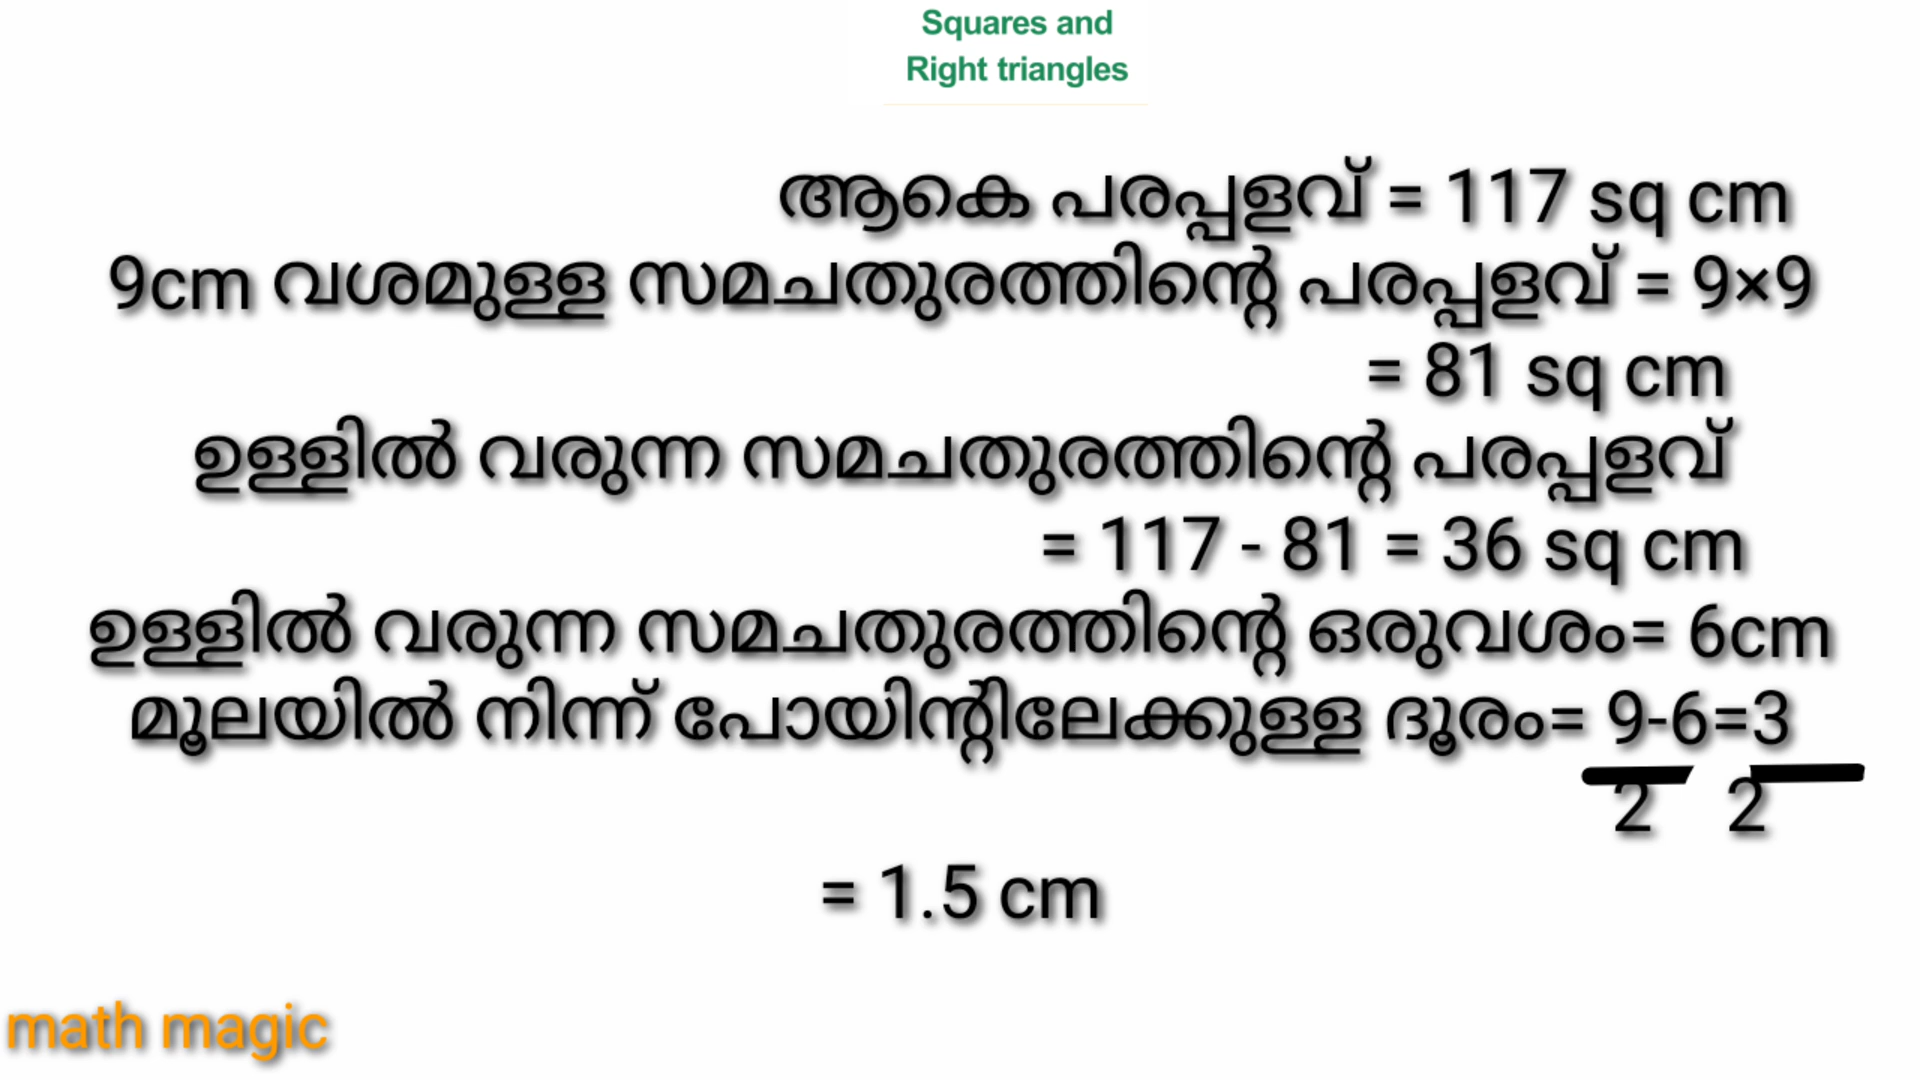 Squares and
Right triangles
ആകെ പരപ്പളവ് = 117 sq cm
9cm വശമുള്ള സമചതുരത്തിന്റെ പരപ്പളവ് = 9×9
= 81 sq cm
ഉള്ളിൽ വരുന്ന സമചതുരത്തിന്റെ പരപ്പളവ്
= 117 - 81 = 36 sq cm
ഉള്ളിൽ വരുന്ന സമചതുരത്തിന്റെ ഒരുവശം= 6cm
മൂലയിൽ നിന്ന് പോയിന്റിലേക്കുള്ള ദൂരം= 9-6=3
2 2
= 1.5 cm
math magic